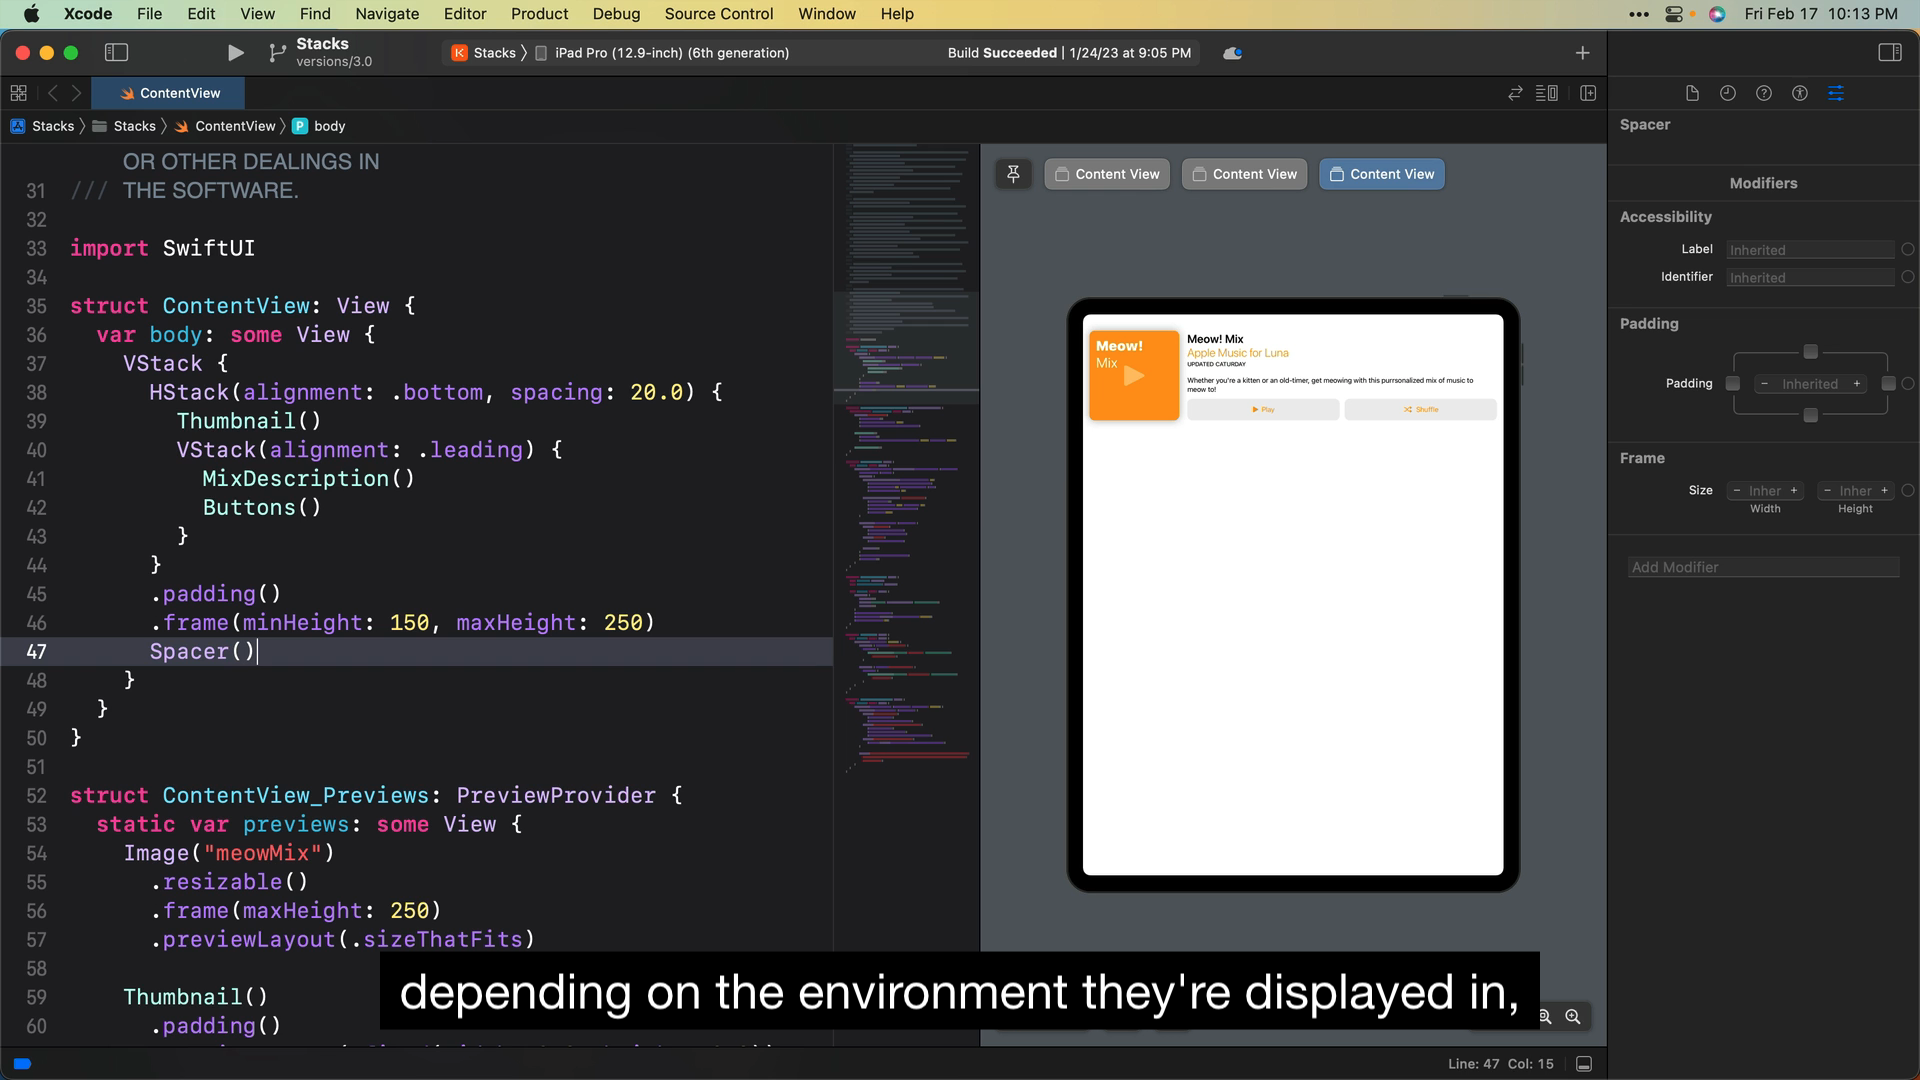 Xcode File Edit View Find Navigate Editor Product Debug Source Control Window Help
Fri Feb 17 10:13 PM
Stacks
versions/3.0
Stacks iPad Pro (12.9-inch) (6th generation)
Build Succeeded | 1/24/23 at 9:05 PM
ContentView
Stacks Stacks ContentView P body
OR OTHER DEALINGS IN
31 /// THE SOFTWARE.
32
33 import SwiftUI
34
35 struct ContentView: View {
36 var body: some View {
37 VStack {
38 HStack(alignment: .bottom, spacing: 20.0) {
39 Thumbnail()
40 VStack(alignment: .leading) {
41 MixDescription()
42 Buttons()
43 }
44 }
45 .padding()
46 .frame(minHeight: 150, maxHeight: 250)
47 Spacer()
48 }
49 }
50 }
51
52 struct ContentView_Previews: PreviewProvider {
53 static var previews: some View {
54 Image("meowMix")
55 .resizable()
56 .frame(maxHeight: 250)
57 .previewLayout(.sizeThatFits)
58
59 Thumbnail()
60 .padding()
Content View
Content View
Content View
Meow!
Mix
Meow! Mix
Apple Music for Luna
UPDATED CATURDAY
Whether you're a kitten or an old-timer, get meowing with this purrsonalized mix of music to
meow to!
Play
Shuffle
Spacer
Modifiers
Accessibility
Label Inherited
Identifier Inherited
Padding
Padding - Inherited +
Frame
Size - Inher + - Inher +
Width Height
Add Modifier
depending on the environment they're displayed in,
Line: 47 Col: 15